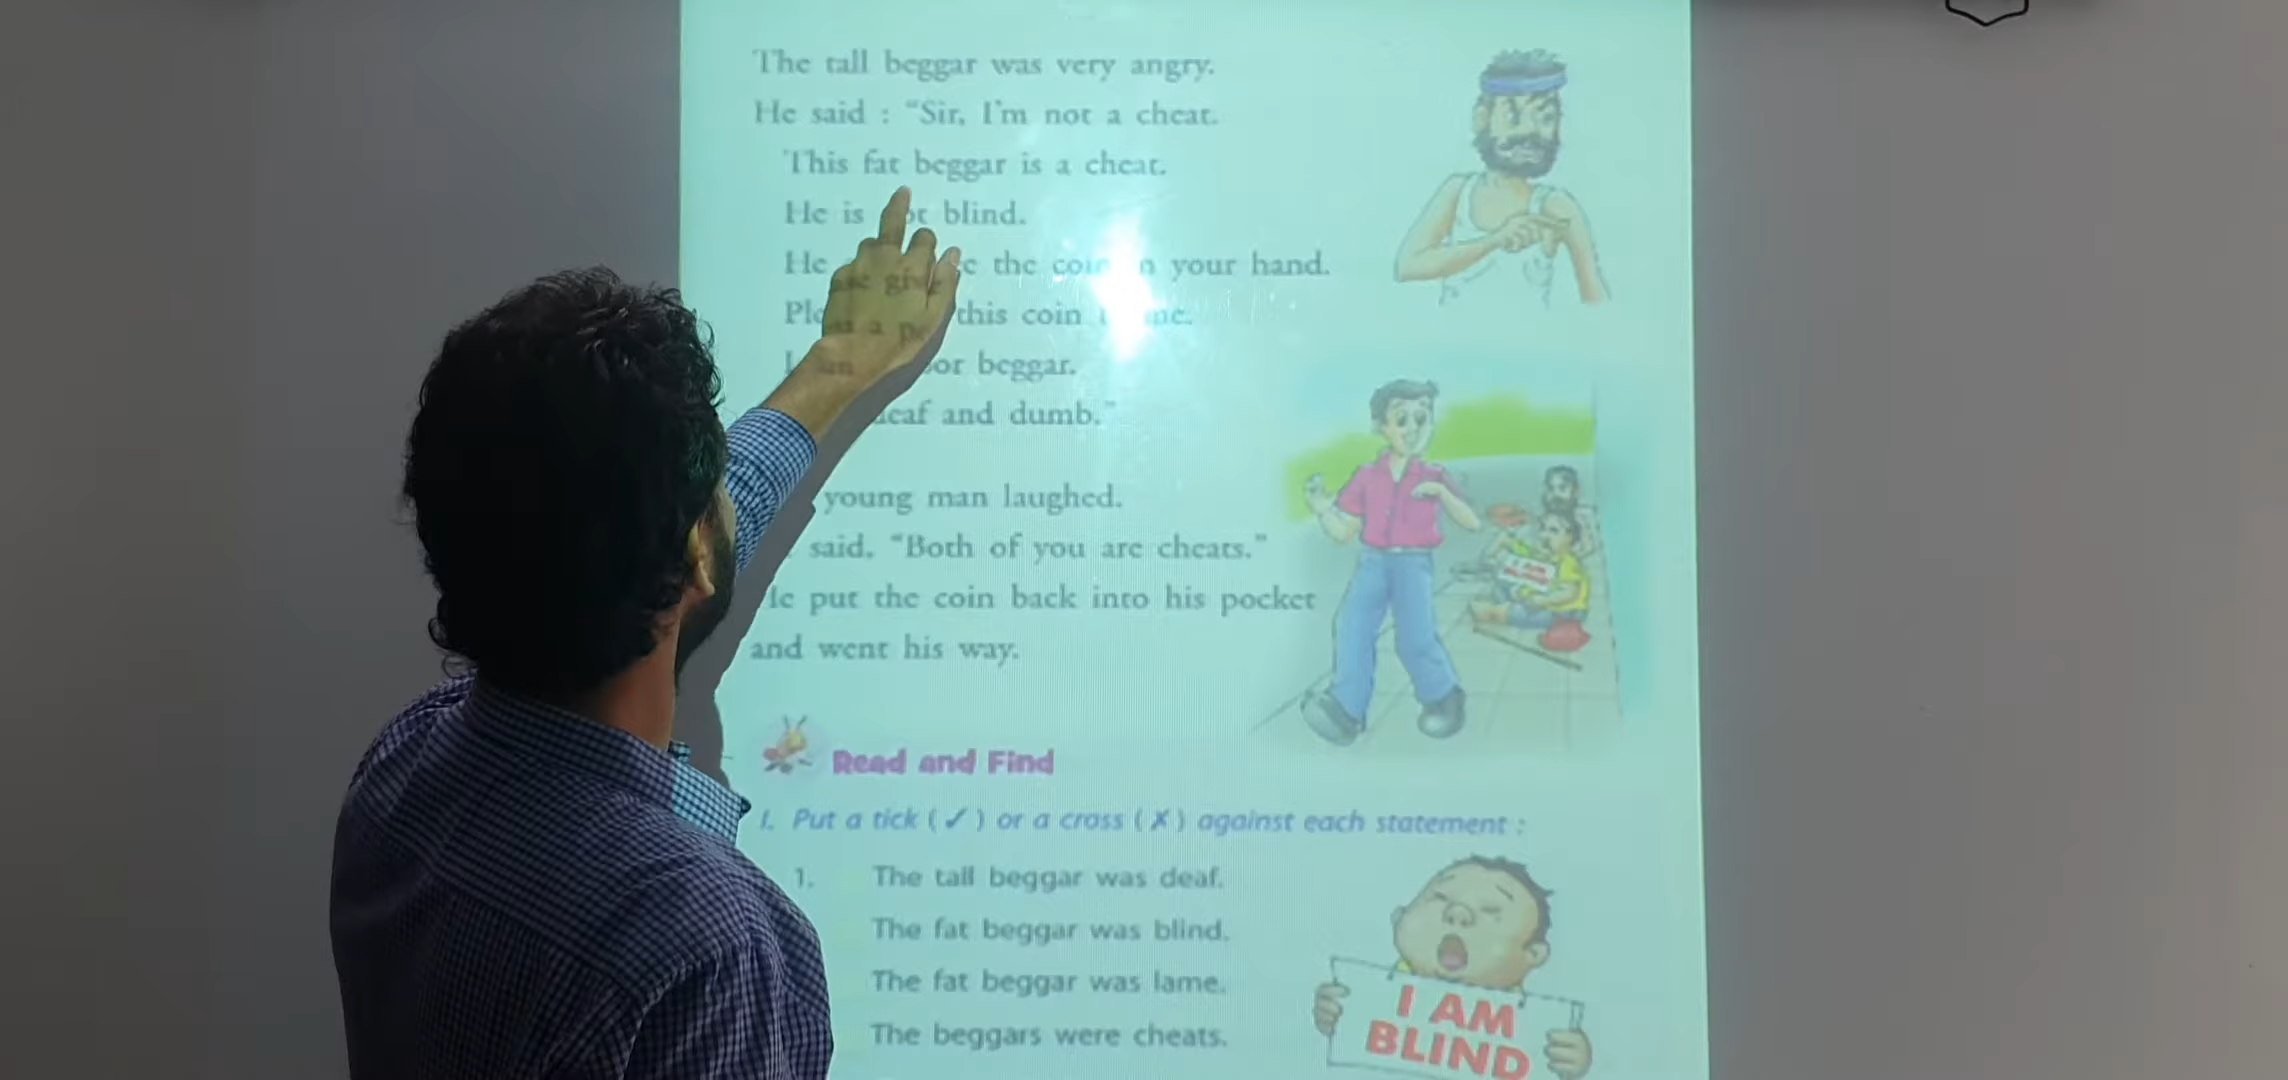 The tall beggar was very angry.
He said : "Sir, I'm not a cheat.
This fat beggar is a cheat.
He is blind.
He the coin your hand.
this coin
beggar.
and dumb."
young man laughed.
said, "Both of you are cheats."
He put the coin back into his pocket
and went his way.
Read and Find
I. Put a tick ( ✓ ) or a cross ( ✗ ) against each statement :
1. The tall beggar was deaf.
The fat beggar was blind.
The fat beggar was lame.
The beggars were cheats.
I AM
BLIND
I AM